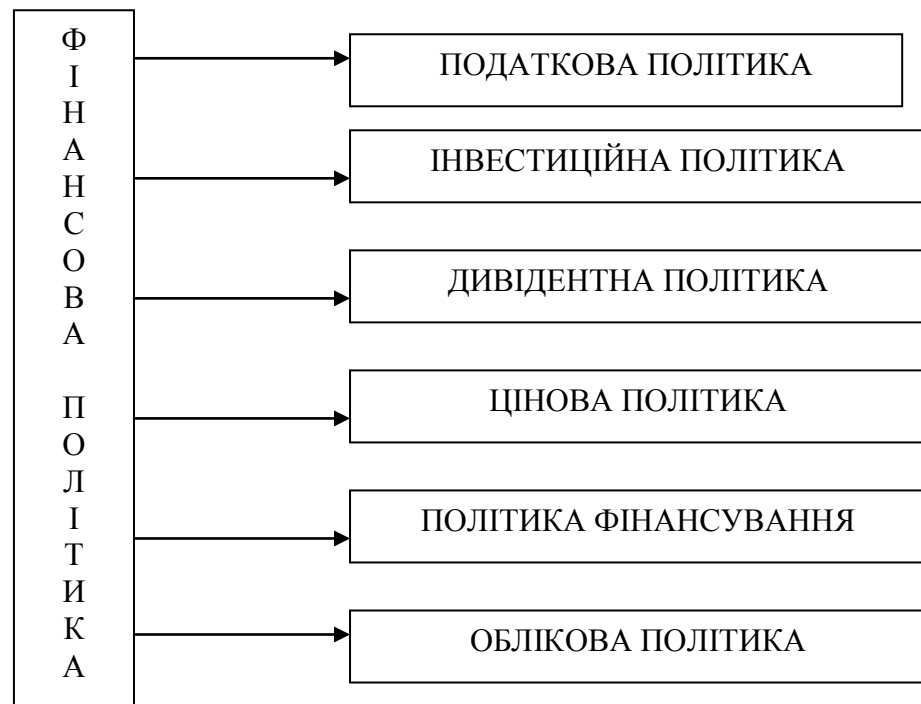 ФІНАНСОВА ПОЛІТИКА
ПОДАТКОВА ПОЛІТИКА
ІНВЕСТИЦІЙНА ПОЛІТИКА
ДИВІДЕНТНА ПОЛІТИКА
ЦІНОВА ПОЛІТИКА
ПОЛІТИКА ФІНАНСУВАННЯ
ОБЛІКОВА ПОЛІТИКА